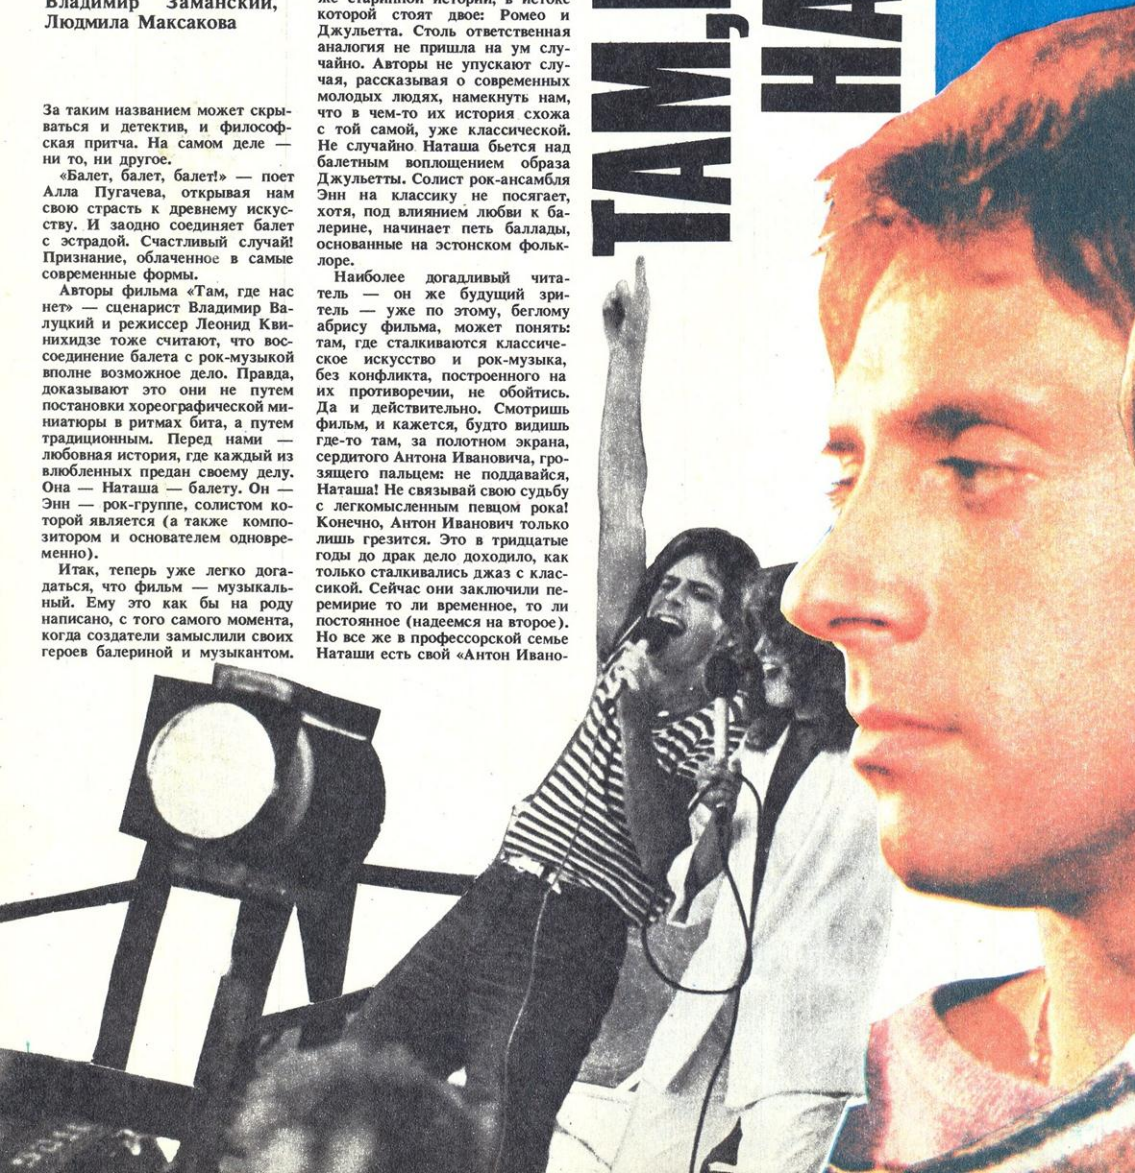 Владимир Заманский,
Людмила Максакова
За таким названием может скры-
ваться и детектив, и философ-
ская притча. На самом деле —
ни то, ни другое.
«Балет, балет, балет!» — поет
Алла Пугачева, открывая нам
свою страсть к древнему искус-
ству. И заодно соединяет балет
с эстрадой. Счастливый случай!
Признание, облаченное в самые
современные формы.
Авторы фильма «Там, где нас
нет» — сценарист Владимир Ва-
луцкий и режиссер Леонид Кви-
нихидзе тоже считают, что вос-
соединение балета с рок-музыкой
вполне возможное дело. Правда,
доказывают это они не путем
постановки хореографической ми-
ниатюры в ритмах бита, а путем
традиционным. Перед нами —
любовная история, где каждый из
влюбленных предан своему делу.
Она — Наташа — балету. Он —
Энн — рок-группе, солистом ко-
торой является (а также компо-
зитором и основателем одновре-
менно).
Итак, теперь уже легко дога-
даться, что фильм — музыкаль-
ный. Ему это как бы на роду
написано, с того самого момента,
когда создатели замыслили своих
героев балериной и музыкантом.
же старинной истории, в истоке
которой стоят двое: Ромео и
Джульетта. Столь ответственная
аналогия не пришла на ум слу-
чайно. Авторы не упускают слу-
чая, рассказывая о современных
молодых людях, намекнуть нам,
что в чем-то их история схожа
с той самой, уже классической.
Не случайно Наташа бьется над
балетным воплощением образа
Джульетты. Солист рок-ансамбля
Энн на классику не посягает,
хотя, под влиянием любви к ба-
лерине, начинает петь баллады,
основанные на эстонском фольк-
лоре.
Наиболее догадливый чита-
тель — он же будущий зри-
тель — уже по этому, беглому
абрису фильма, может понять:
там, где сталкиваются классиче-
ское искусство и рок-музыка,
без конфликта, построенного на
их противоречии, не обойтись.
Да и действительно. Смотришь
фильм, и кажется, будто видишь
где-то там, за полотном экрана,
сердитого Антона Ивановича, гро-
зящего пальцем: не поддавайся,
Наташа! Не связывай свою судьбу
с легкомысленным певцом рока!
Конечно, Антон Иванович только
лишь грезится. Это в тридцатые
годы до драк дело доходило, как
только сталкивались джаз с клас-
сикой. Сейчас они заключили пе-
ремирие то ли временное, то ли
постоянное (надеемся на второе).
Но все же в профессорской семье
Наташи есть свой «Антон Ивано-
ТАМ,
НА